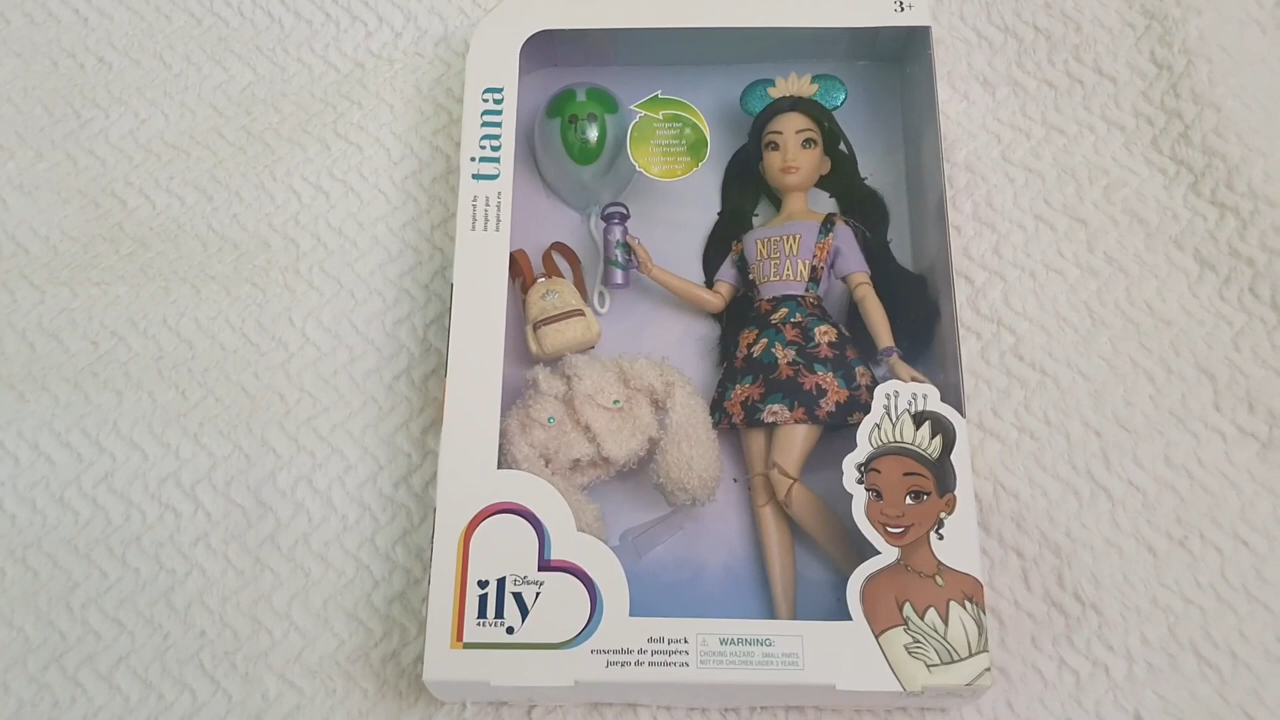 3+
tiana
inspired by
inspiré par
inspirada en
surprise
inside!
surprise à
l'intérieur!
¡contiene una
sorpresa!
NEW
RLEAN
Disney
ily
4EVER
doll pack
ensemble de poupées
juego de muñecas
WARNING:
CHOKING HAZARD - SMALL PARTS.
NOT FOR CHILDREN UNDER 3 YEARS.